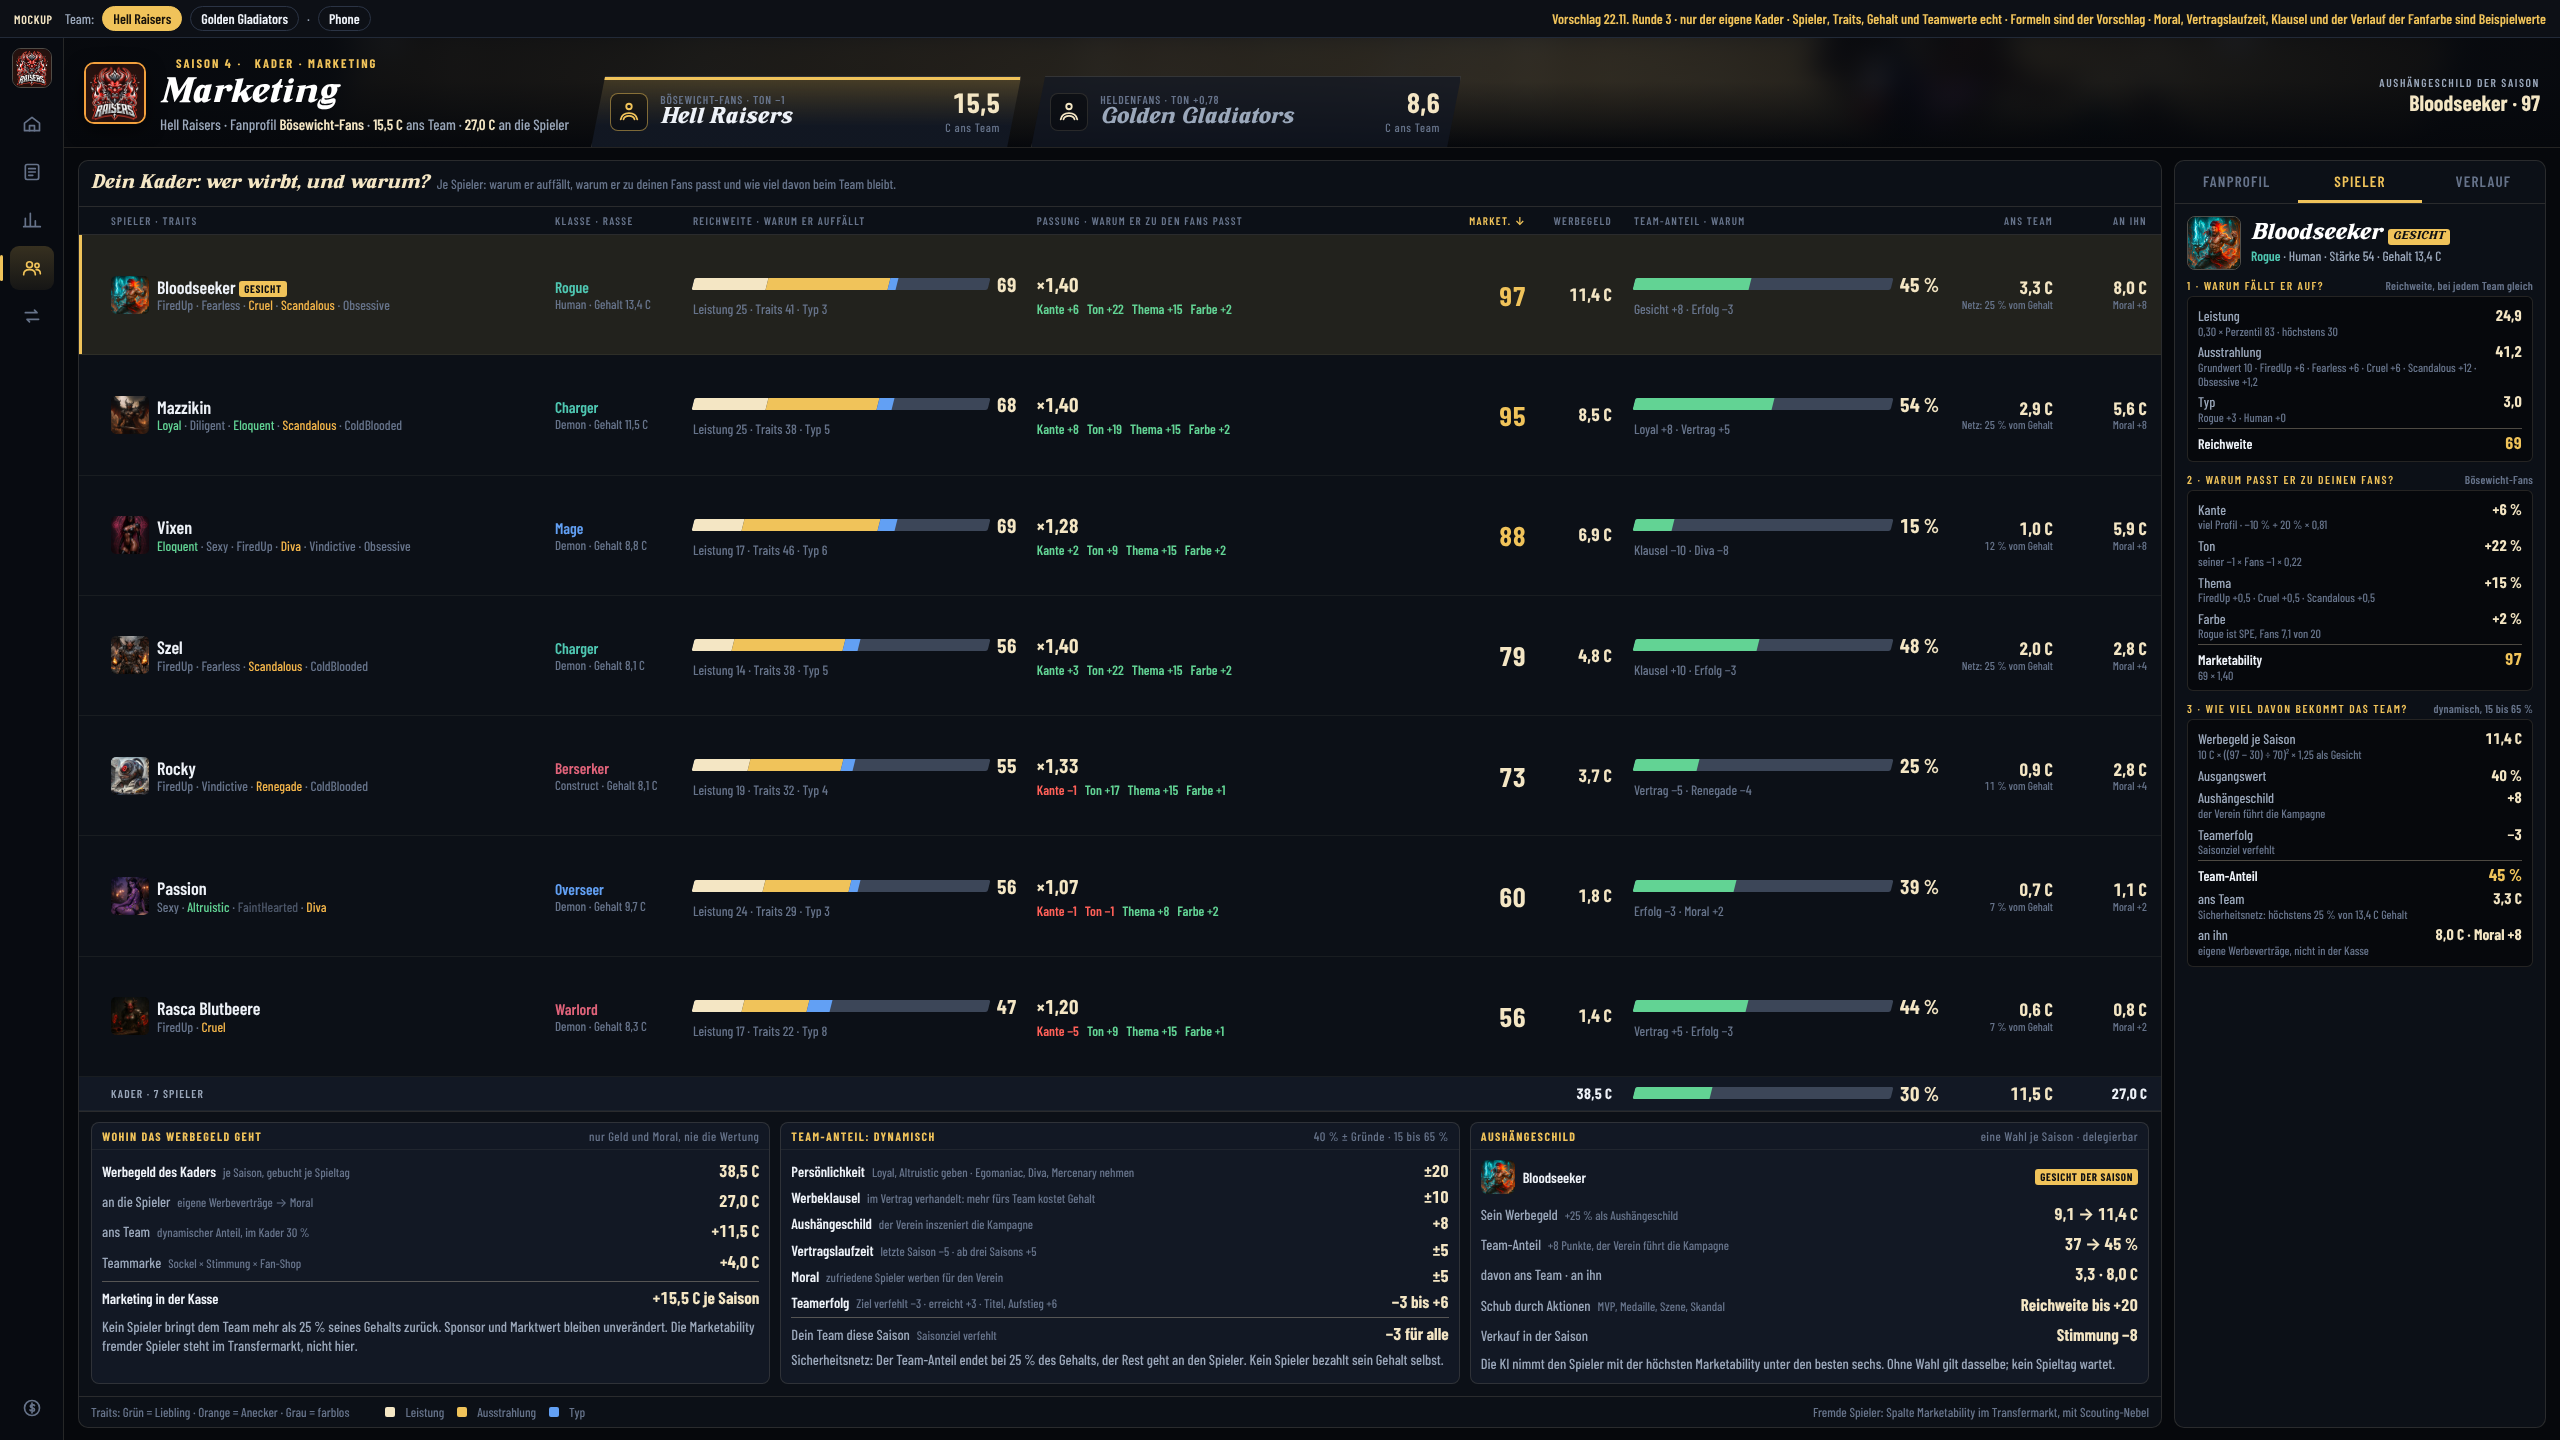 MOCKUP Team: Hell Raisers Golden Gladiators · Phone
Vorschlag 22.11. Runde 3 · nur der eigene Kader · Spieler, Traits, Gehalt und Teamwerte echt · Formeln sind der Vorschlag · Moral, Vertragslaufzeit, Klausel und der Verlauf der Fanfarbe sind Beispielwerte
SAISON 4 · KADER · MARKETING
Marketing
Hell Raisers · Fanprofil Bösewicht-Fans · 15,5 C ans Team · 27,0 C an die Spieler
BÖSEWICHT-FANS · TON −1
Hell Raisers
15,5
C ans Team
HELDENFANS · TON +0,78
Golden Gladiators
8,6
C ans Team
AUSHÄNGESCHILD DER SAISON
Bloodseeker · 97
Dein Kader: wer wirbt, und warum? Je Spieler: warum er auffällt, warum er zu deinen Fans passt und wie viel davon beim Team bleibt.
SPIELER · TRAITS KLASSE · RASSE REICHWEITE · WARUM ER AUFFÄLLT PASSUNG · WARUM ER ZU DEN FANS PASST MARKET. ↓ WERBEGELD TEAM-ANTEIL · WARUM ANS TEAM AN IHN
Bloodseeker GESICHT Rogue 69 ×1,40 97 11,4 C 45 % 3,3 C 8,0 C
FiredUp · Fearless · Cruel · Scandalous · Obsessive Human · Gehalt 13,4 C Leistung 25 · Traits 41 · Typ 3 Kante +6 Ton +22 Thema +15 Farbe +2 Gesicht +8 · Erfolg −3 Netz: 25 % vom Gehalt Moral +8
Mazzikin Charger 68 ×1,40 95 8,5 C 54 % 2,9 C 5,6 C
Loyal · Diligent · Eloquent · Scandalous · ColdBlooded Demon · Gehalt 11,5 C Leistung 25 · Traits 38 · Typ 5 Kante +8 Ton +19 Thema +15 Farbe +2 Loyal +8 · Vertrag +5 Netz: 25 % vom Gehalt Moral +8
Vixen Mage 69 ×1,28 88 6,9 C 15 % 1,0 C 5,9 C
Eloquent · Sexy · FiredUp · Diva · Vindictive · Obsessive Demon · Gehalt 8,8 C Leistung 17 · Traits 46 · Typ 6 Kante +2 Ton +9 Thema +15 Farbe +2 Klausel −10 · Diva −8 12 % vom Gehalt Moral +8
Szel Charger 56 ×1,40 79 4,8 C 48 % 2,0 C 2,8 C
FiredUp · Fearless · Scandalous · ColdBlooded Demon · Gehalt 8,1 C Leistung 14 · Traits 38 · Typ 5 Kante +3 Ton +22 Thema +15 Farbe +2 Klausel +10 · Erfolg −3 Netz: 25 % vom Gehalt Moral +4
Rocky Berserker 55 ×1,33 73 3,7 C 25 % 0,9 C 2,8 C
FiredUp · Vindictive · Renegade · ColdBlooded Construct · Gehalt 8,1 C Leistung 19 · Traits 32 · Typ 4 Kante −1 Ton +17 Thema +15 Farbe +1 Vertrag −5 · Renegade −4 11 % vom Gehalt Moral +4
Passion Overseer 56 ×1,07 60 1,8 C 39 % 0,7 C 1,1 C
Sexy · Altruistic · FaintHearted · Diva Demon · Gehalt 9,7 C Leistung 24 · Traits 29 · Typ 3 Kante −1 Ton −1 Thema +8 Farbe +2 Erfolg −3 · Moral +2 7 % vom Gehalt Moral +2
Rasca Blutbeere Warlord 47 ×1,20 56 1,4 C 44 % 0,6 C 0,8 C
FiredUp · Cruel Demon · Gehalt 8,3 C Leistung 17 · Traits 22 · Typ 8 Kante −5 Ton +9 Thema +15 Farbe +1 Vertrag +5 · Erfolg −3 7 % vom Gehalt Moral +2
KADER · 7 SPIELER 38,5 C 30 % 11,5 C 27,0 C
WOHIN DAS WERBEGELD GEHT nur Geld und Moral, nie die Wertung
Werbegeld des Kaders je Saison, gebucht je Spieltag 38,5 C
an die Spieler eigene Werbeverträge → Moral 27,0 C
ans Team dynamischer Anteil, im Kader 30 % +11,5 C
Teammarke Sockel × Stimmung × Fan-Shop +4,0 C
Marketing in der Kasse +15,5 C je Saison
Kein Spieler bringt dem Team mehr als 25 % seines Gehalts zurück. Sponsor und Marktwert bleiben unverändert. Die Marketability
fremder Spieler steht im Transfermarkt, nicht hier.
TEAM-ANTEIL: DYNAMISCH 40 % ± Gründe · 15 bis 65 %
Persönlichkeit Loyal, Altruistic geben · Egomaniac, Diva, Mercenary nehmen ±20
Werbeklausel im Vertrag verhandelt: mehr fürs Team kostet Gehalt ±10
Aushängeschild der Verein inszeniert die Kampagne +8
Vertragslaufzeit letzte Saison −5 · ab drei Saisons +5 ±5
Moral zufriedene Spieler werben für den Verein ±5
Teamerfolg Ziel verfehlt −3 · erreicht +3 · Titel, Aufstieg +6 −3 bis +6
Dein Team diese Saison Saisonziel verfehlt −3 für alle
Sicherheitsnetz: Der Team-Anteil endet bei 25 % des Gehalts, der Rest geht an den Spieler. Kein Spieler bezahlt sein Gehalt selbst.
AUSHÄNGESCHILD eine Wahl je Saison · delegierbar
Bloodseeker GESICHT DER SAISON
Sein Werbegeld +25 % als Aushängeschild 9,1 → 11,4 C
Team-Anteil +8 Punkte, der Verein führt die Kampagne 37 → 45 %
davon ans Team · an ihn 3,3 · 8,0 C
Schub durch Aktionen MVP, Medaille, Szene, Skandal Reichweite bis +20
Verkauf in der Saison Stimmung −8
Die KI nimmt den Spieler mit der höchsten Marketability unter den besten sechs. Ohne Wahl gilt dasselbe; kein Spieltag wartet.
Traits: Grün = Liebling · Orange = Anecker · Grau = farblos Leistung Ausstrahlung Typ
Fremde Spieler: Spalte Marketability im Transfermarkt, mit Scouting-Nebel
FANPROFIL SPIELER VERLAUF
Bloodseeker GESICHT
Rogue · Human · Stärke 54 · Gehalt 13,4 C
1 · WARUM FÄLLT ER AUF? Reichweite, bei jedem Team gleich
Leistung 24,9
0,30 × Perzentil 83 · höchstens 30
Ausstrahlung 41,2
Grundwert 10 · FiredUp +6 · Fearless +6 · Cruel +6 · Scandalous +12 ·
Obsessive +1,2
Typ 3,0
Rogue +3 · Human +0
Reichweite 69
2 · WARUM PASST ER ZU DEINEN FANS? Bösewicht-Fans
Kante +6 %
viel Profil · −10 % + 20 % × 0,81
Ton +22 %
seiner −1 × Fans −1 × 0,22
Thema +15 %
FiredUp +0,5 · Cruel +0,5 · Scandalous +0,5
Farbe +2 %
Rogue ist SPE, Fans 7,1 von 20
Marketability 97
69 × 1,40
3 · WIE VIEL DAVON BEKOMMT DAS TEAM? dynamisch, 15 bis 65 %
Werbegeld je Saison 11,4 C
10 C × ((97 − 30) ÷ 70)² × 1,25 als Gesicht
Ausgangswert 40 %
Aushängeschild +8
der Verein führt die Kampagne
Teamerfolg −3
Saisonziel verfehlt
Team-Anteil 45 %
ans Team 3,3 C
Sicherheitsnetz: höchstens 25 % von 13,4 C Gehalt
an ihn 8,0 C · Moral +8
eigene Werbeverträge, nicht in der Kasse